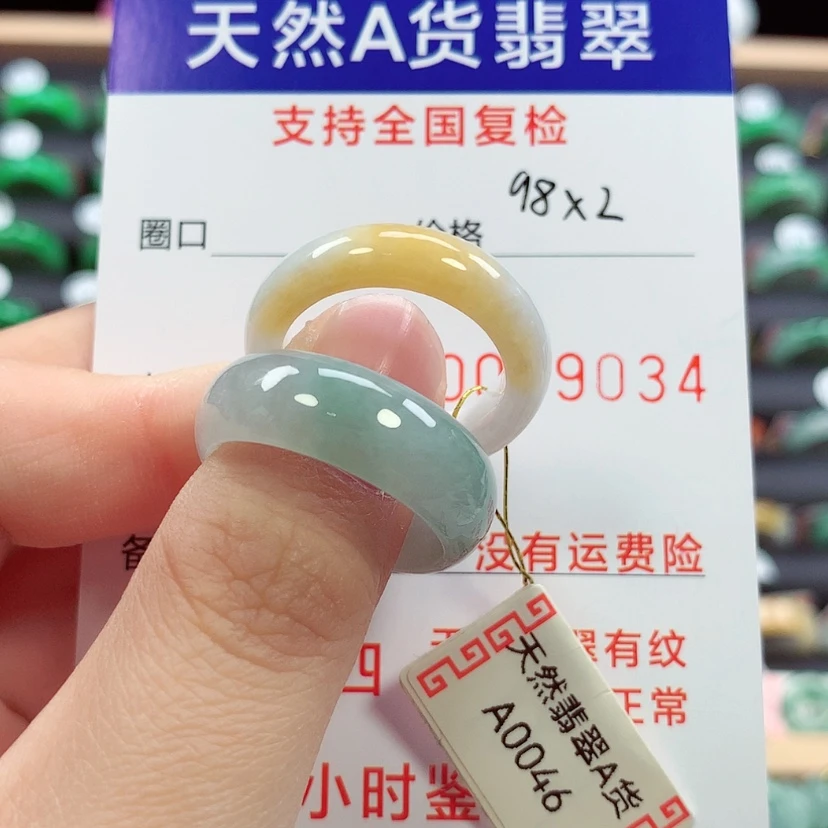 天然A货翡翠
支持全国复检
圈口 价格 98x2
9034
没有运费险
四 有纹
正常
小时鉴
天然翡翠A货
A0046